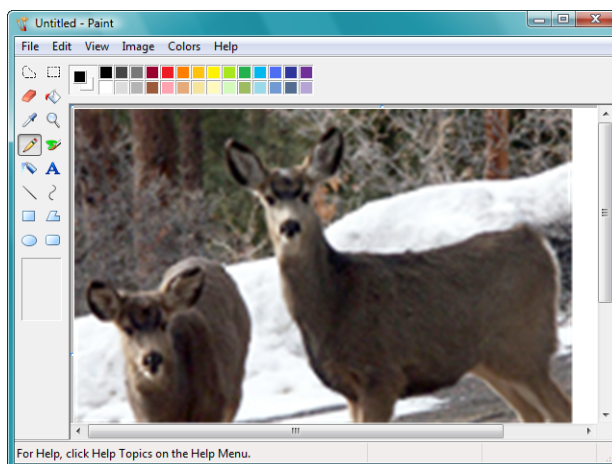 Untitled - Paint
File Edit View Image Colors Help
A
For Help, click Help Topics on the Help Menu.